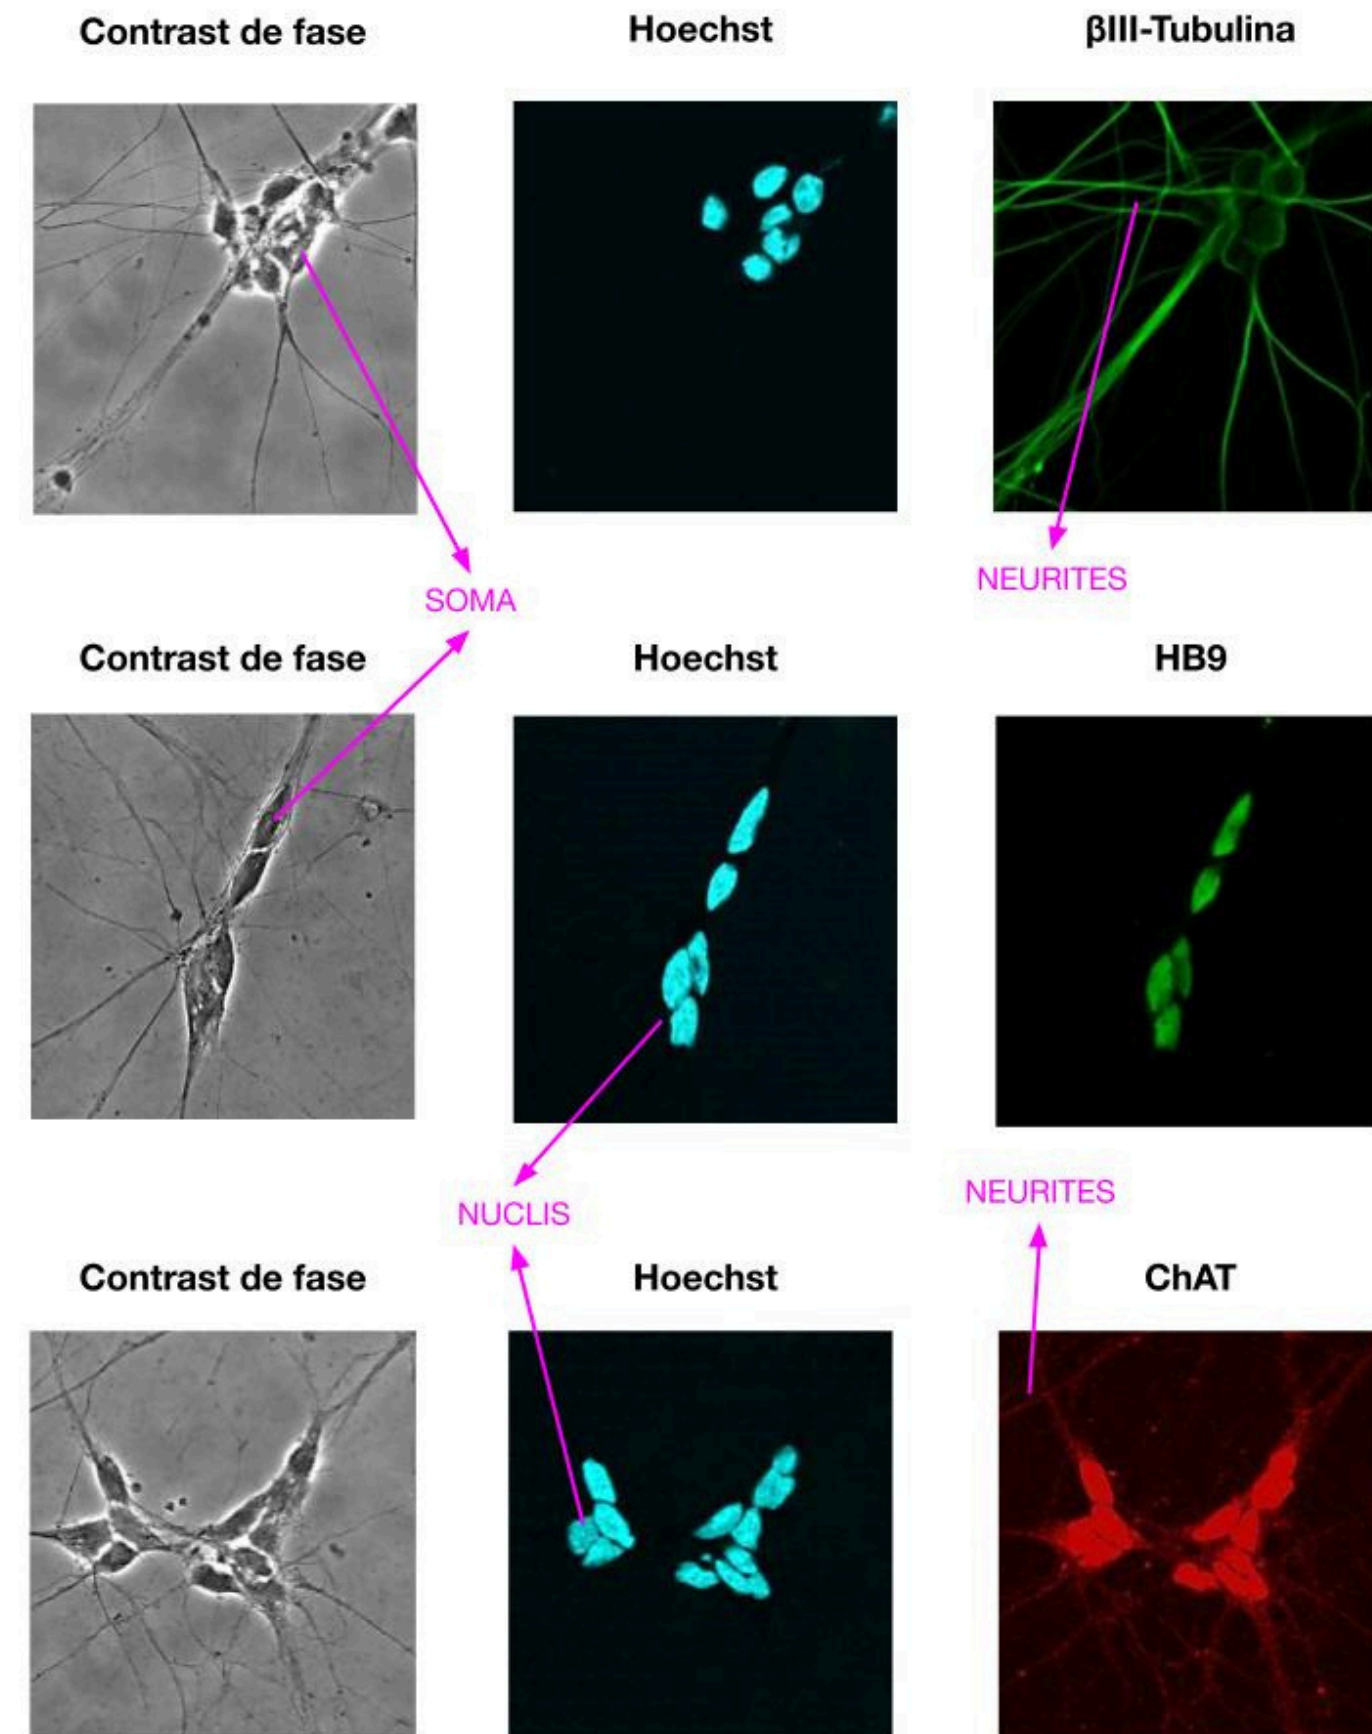 Contrast de fase
Hoechst
βIII-Tubulina
SOMA
NEURITES
Contrast de fase
Hoechst
HB9
NUCLIS
NEURITES
Contrast de fase
Hoechst
ChAT